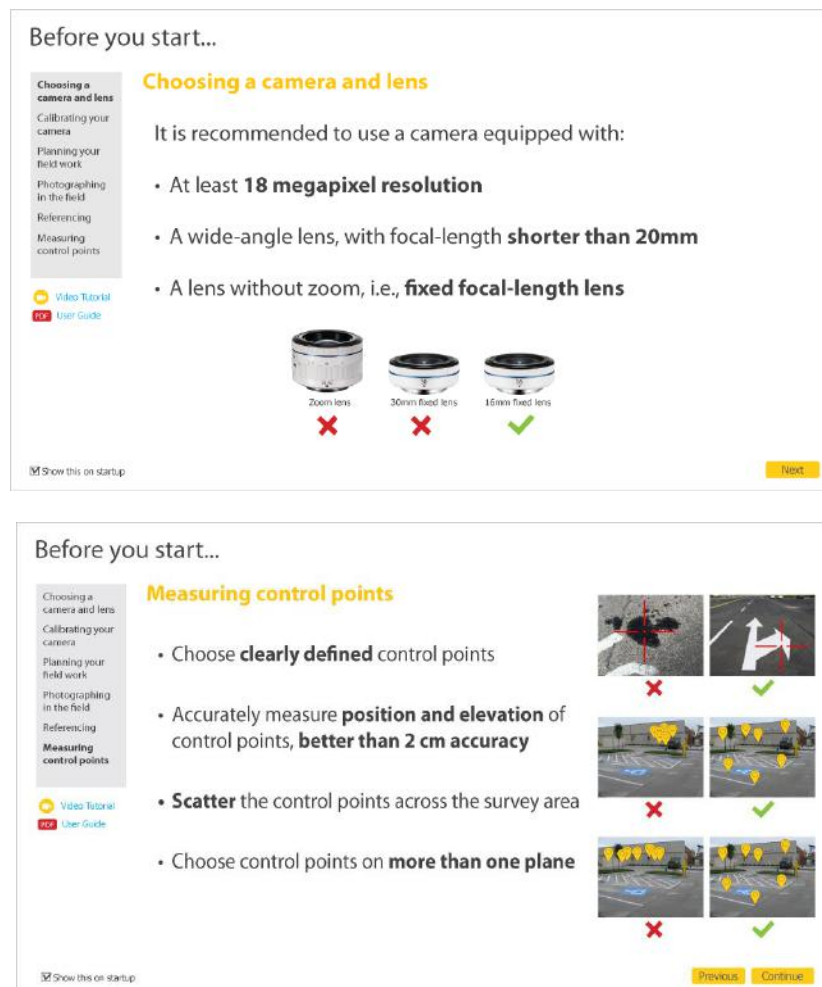 Before you start...
Choosing a
camera and lens
Calibrating your
camera
Planning your
field work
Photographing
in the field
Referencing
Measuring
control points
Video Tutorial
PDF User Guide
Choosing a camera and lens
It is recommended to use a camera equipped with:
• At least 18 megapixel resolution
• A wide-angle lens, with focal-length shorter than 20mm
• A lens without zoom, i.e., fixed focal-length lens
Zoom lens
30mm fixed lens
16mm fixed lens
Show this on startup
Next
Before you start...
Choosing a
camera and lens
Calibrating your
camera
Planning your
field work
Photographing
in the field
Referencing
Measuring
control points
Video Tutorial
PDF User Guide
Measuring control points
• Choose clearly defined control points
• Accurately measure position and elevation of
control points, better than 2 cm accuracy
• Scatter the control points across the survey area
• Choose control points on more than one plane
Show this on startup
Previous
Continue